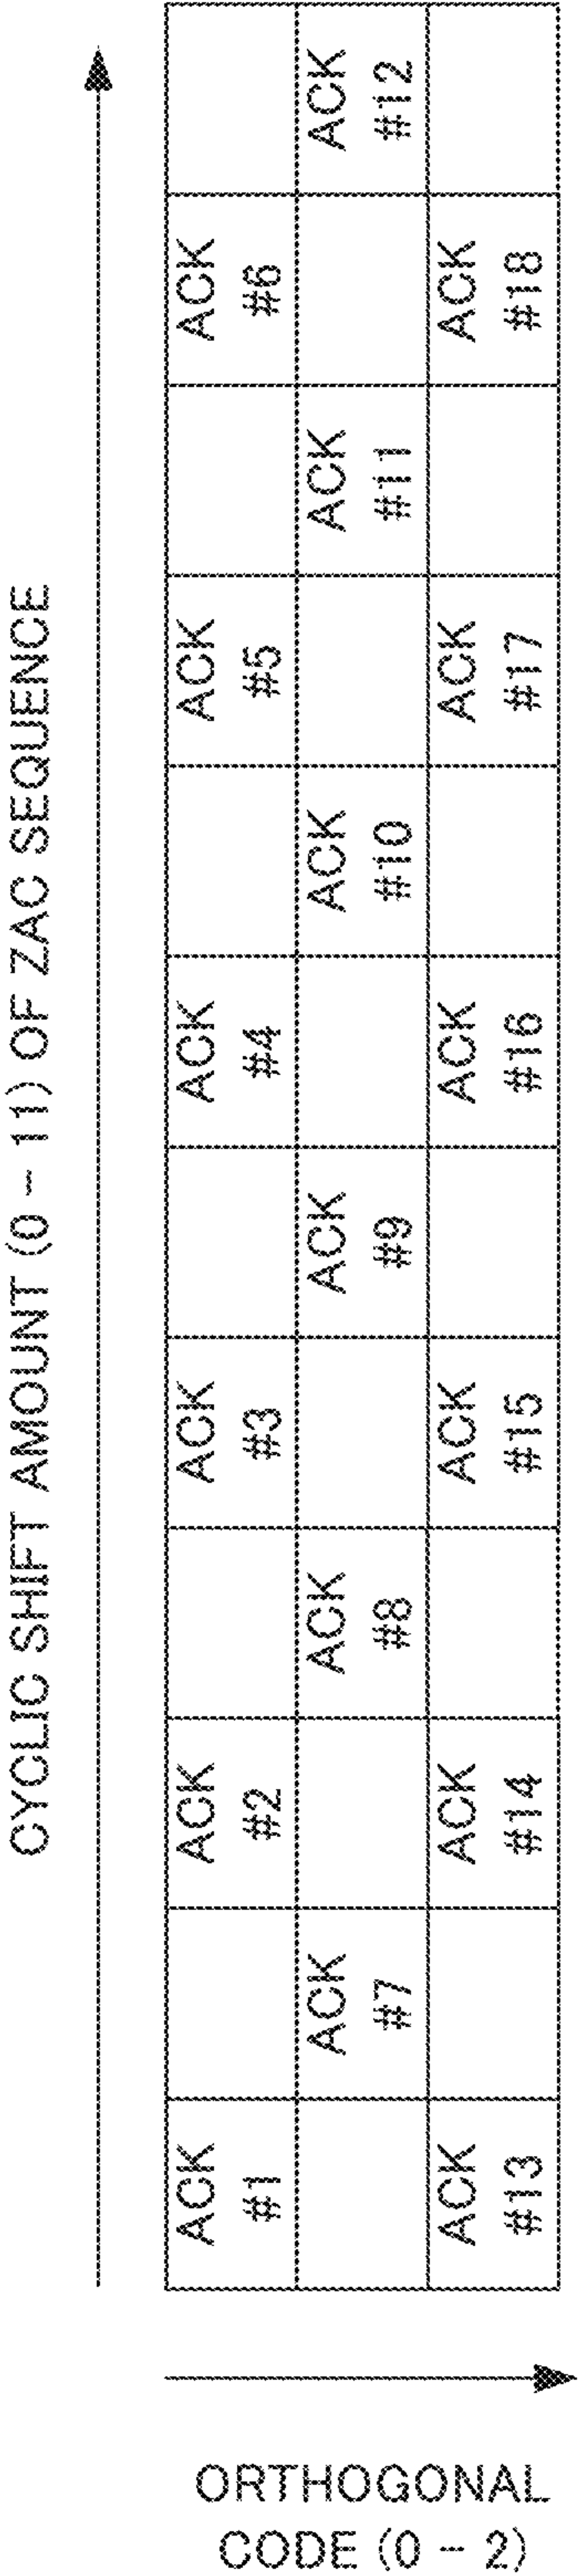 CYCLIC SHIFT AMOUNT (0 – 11) OF ZAC SEQUENCE
ORTHOGONAL
CODE (0 – 2)
ACK
#1
ACK
#2
ACK
#3
ACK
#4
ACK
#5
ACK
#6
ACK
#7
ACK
#8
ACK
#9
ACK
#10
ACK
#11
ACK
#12
ACK
#13
ACK
#14
ACK
#15
ACK
#16
ACK
#17
ACK
#18